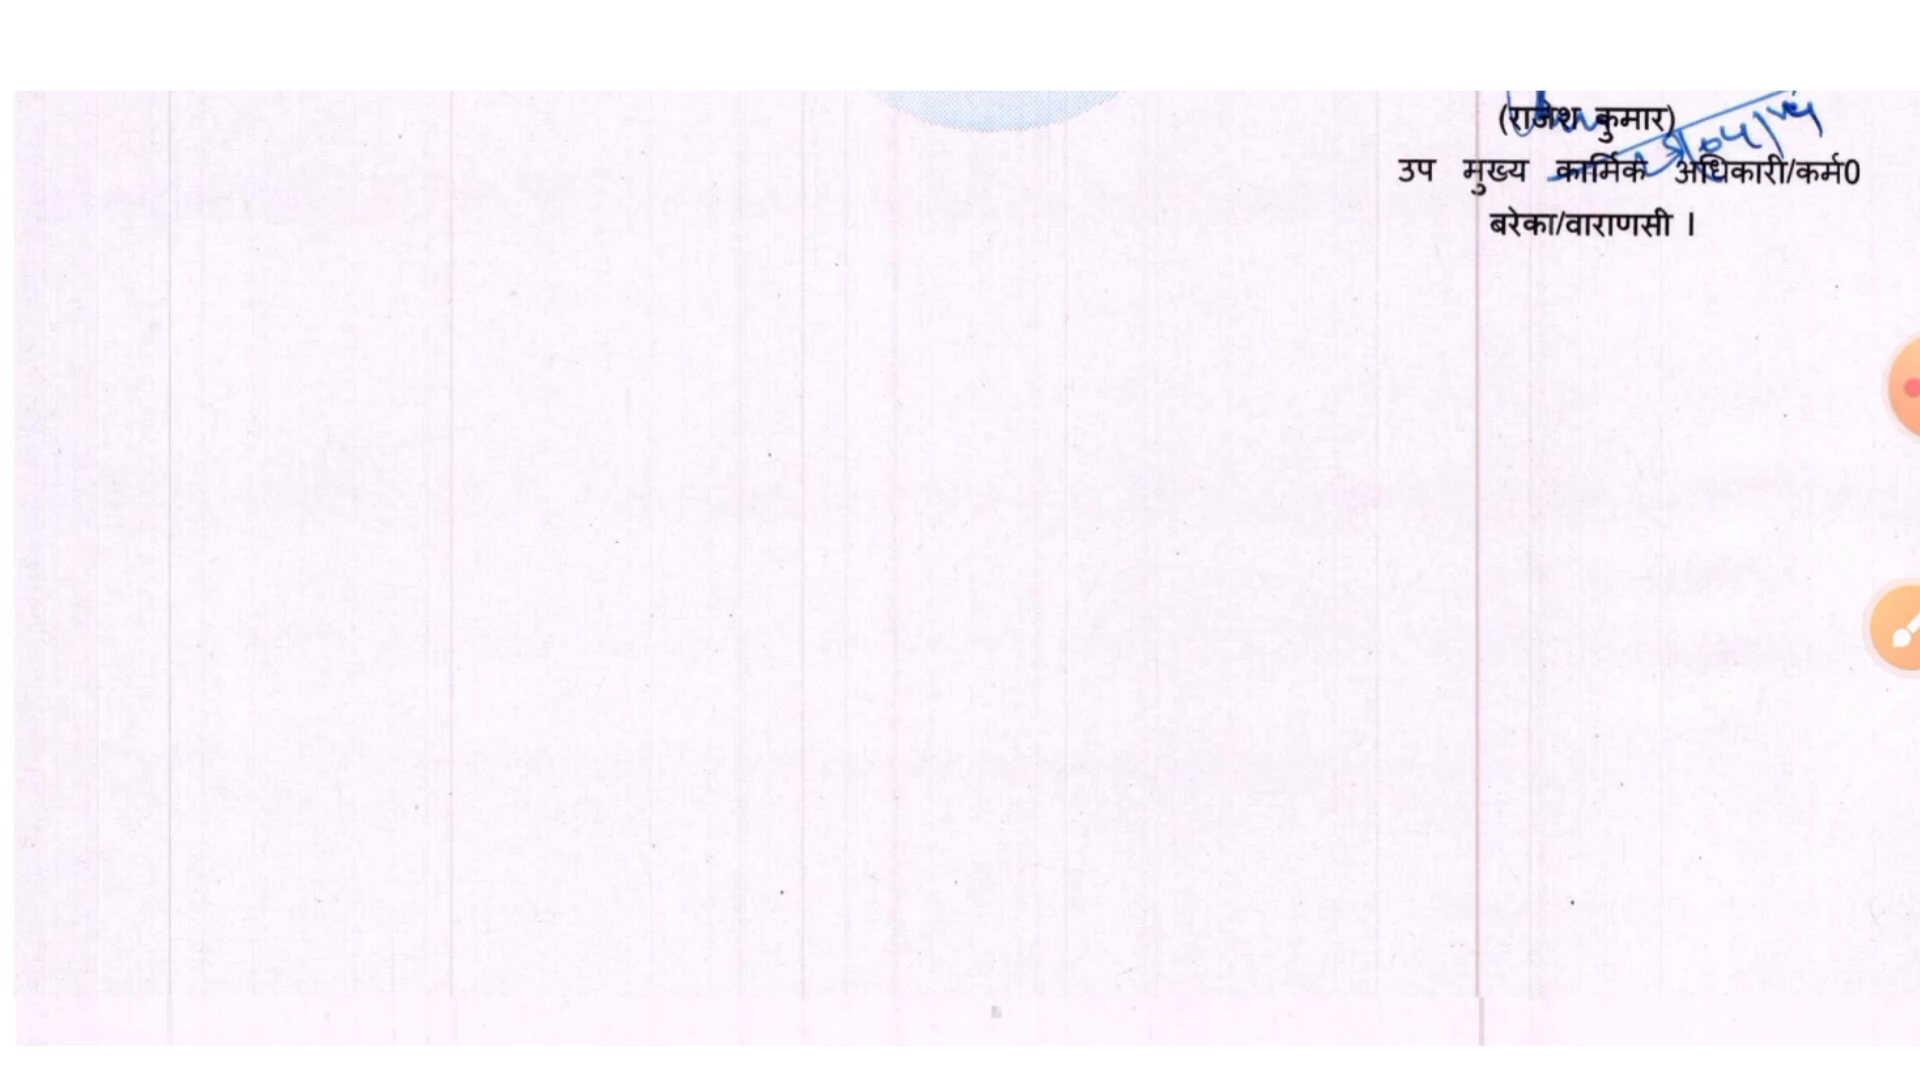 (राजेश कुमार)
उप मुख्य कार्मिक अधिकारी/कर्म0
बरेका/वाराणसी ।